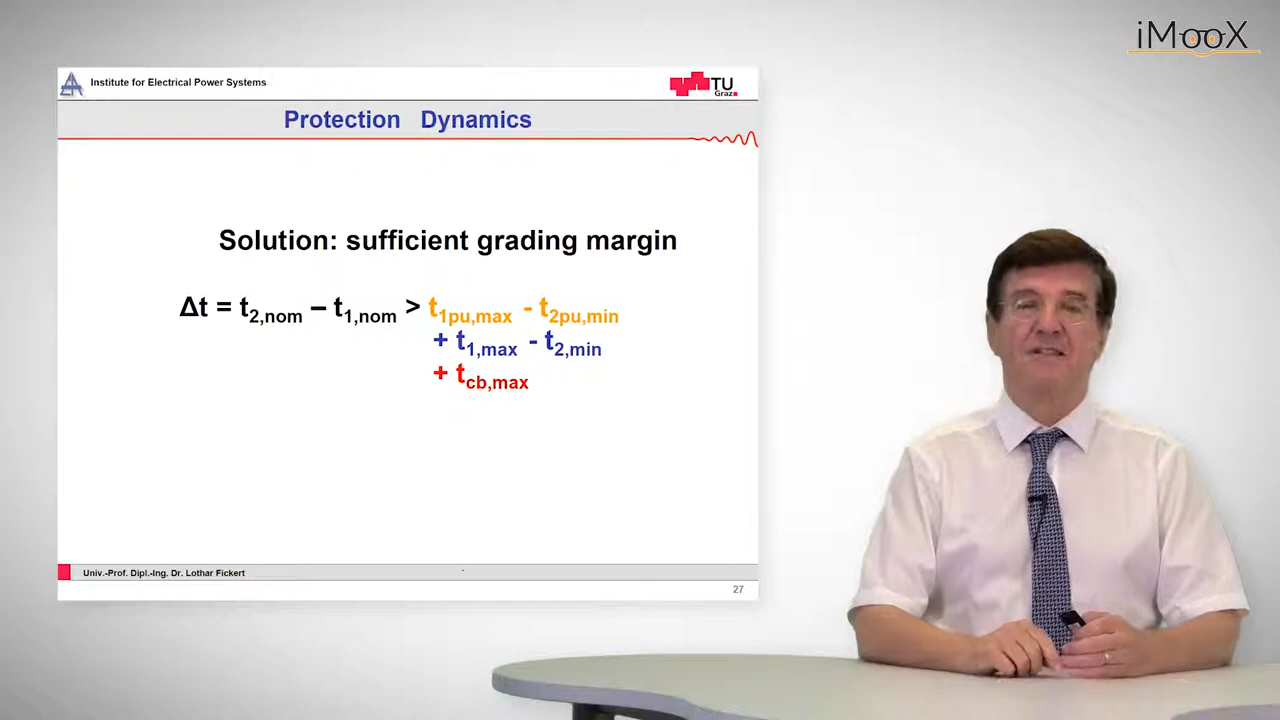 iMooX
Institute for Electrical Power Systems
TU
Graz
Protection Dynamics
Solution: sufficient grading margin
Δt = t2,nom – t1,nom > t1pu,max - t2pu,min
+ t1,max - t2,min
+ tcb,max
Univ.-Prof. Dipl.-Ing. Dr. Lothar Fickert
27